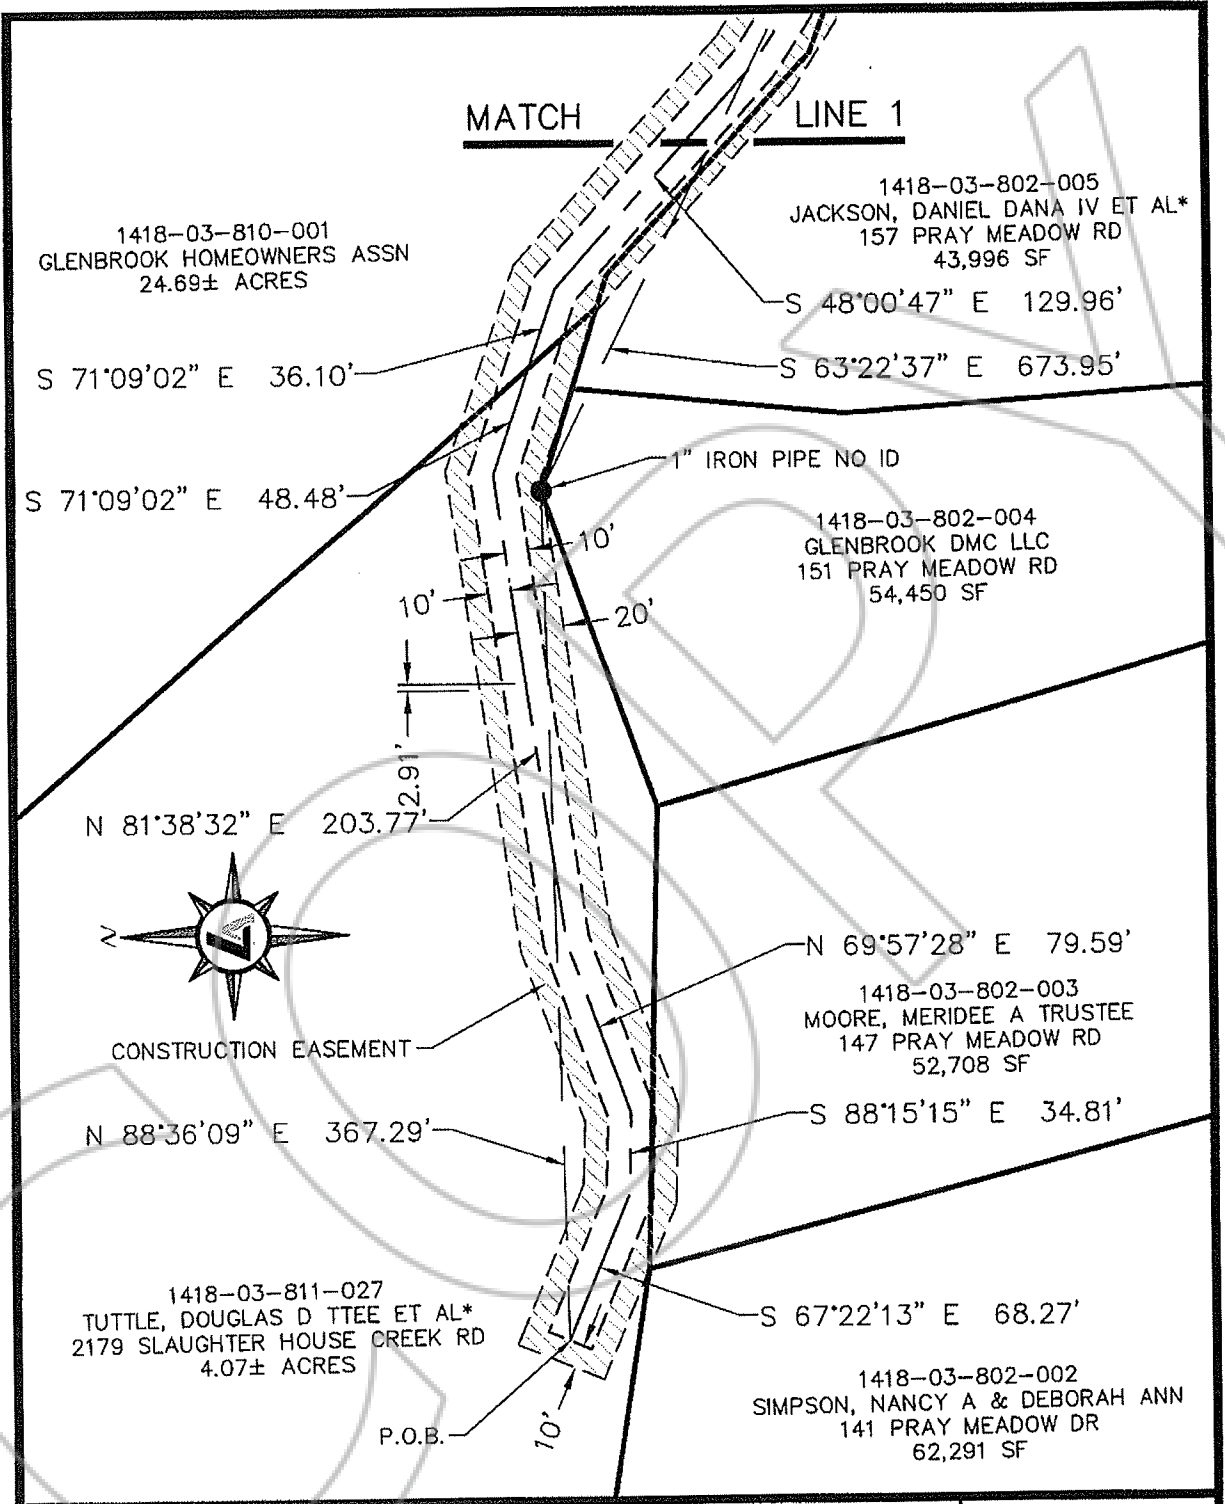 MATCH LINE 1
1418-03-810-001
GLENBROOK HOMEOWNERS ASSN
24.69± ACRES
1418-03-802-005
JACKSON, DANIEL DANA IV ET AL*
157 PRAY MEADOW RD
43,996 SF
S 48°00'47" E 129.96'
S 71°09'02" E 36.10'
S 63°22'37" E 673.95'
1" IRON PIPE NO ID
S 71°09'02" E 48.48'
1418-03-802-004
GLENBROOK DMC LLC
151 PRAY MEADOW RD
54,450 SF
10'
10'
20'
2.91'
N 81°38'32" E 203.77'
N
N 69°57'28" E 79.59'
1418-03-802-003
MOORE, MERIDEE A TRUSTEE
147 PRAY MEADOW RD
52,708 SF
CONSTRUCTION EASEMENT
S 88°15'15" E 34.81'
N 88°36'09" E 367.29'
1418-03-811-027
TUTTLE, DOUGLAS D TTEE ET AL*
2179 SLAUGHTER HOUSE CREEK RD
4.07± ACRES
S 67°22'13" E 68.27'
1418-03-802-002
SIMPSON, NANCY A & DEBORAH ANN
141 PRAY MEADOW DR
62,291 SF
P.O.B.
10'
COPY